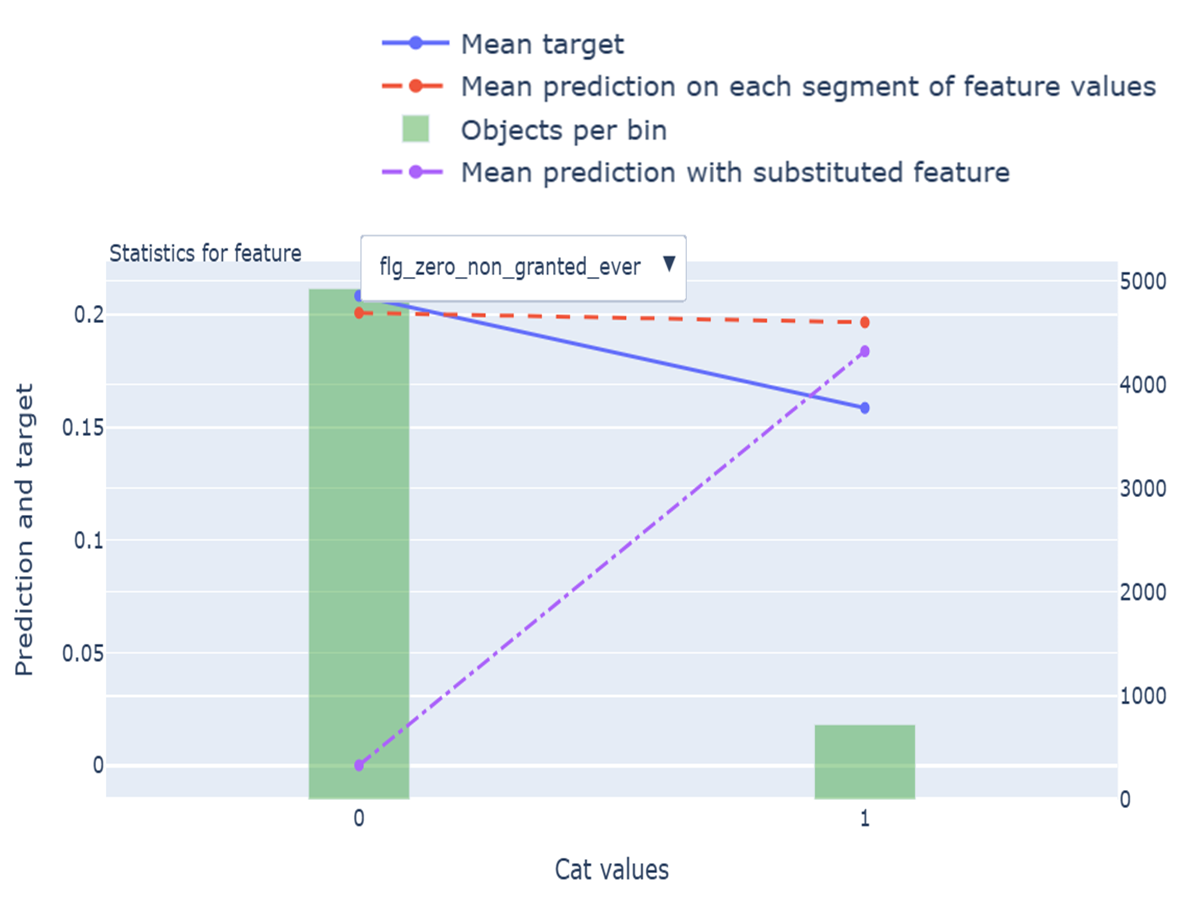 Mean target
Mean prediction on each segment of feature values
Objects per bin
Mean prediction with substituted feature
Statistics for feature
flg_zero_non_granted_ever ▼
5000
0.2
4000
0.15
3000
0.1
2000
0.05
1000
0
0
0
1
Prediction and target
Cat values